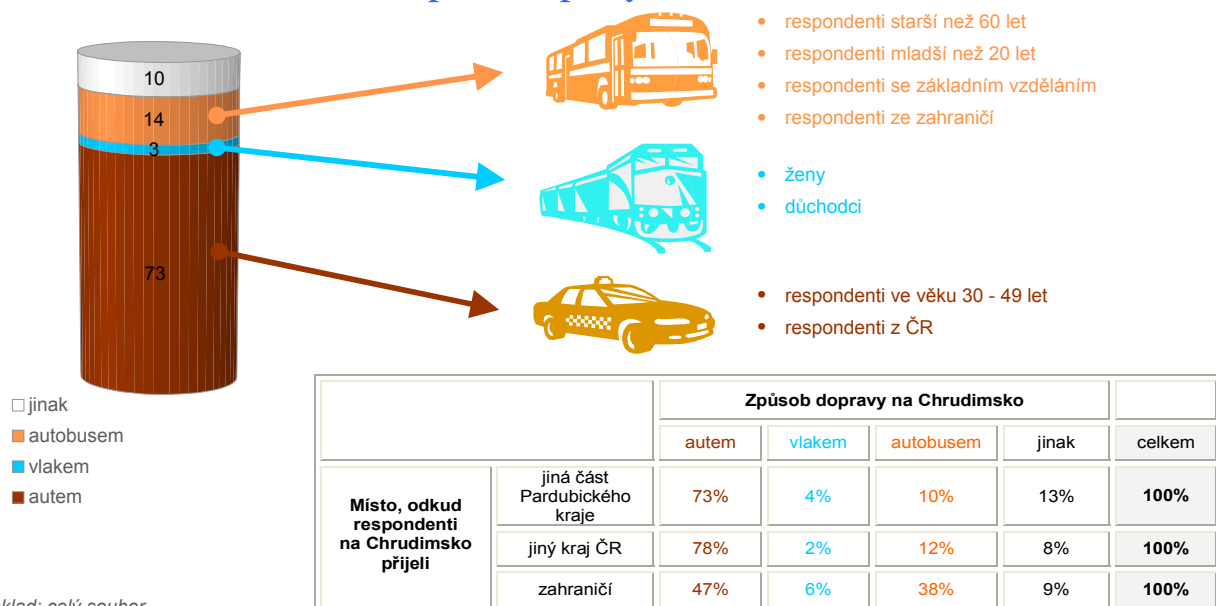 respondenti starší než 60 let
respondenti mladší než 20 let
respondenti se základním vzděláním
respondenti ze zahraničí
10
14
3
73
ženy
důchodci
respondenti ve věku 30 - 49 let
respondenti z ČR
jinak
autobusem
vlakem
autem
Způsob dopravy na Chrudimsko
autem vlakem autobusem jinak celkem
Místo, odkud
respondenti
na Chrudimsko
přijeli
jiná část
Pardubického
kraje
73% 4% 10% 13% 100%
jiný kraj ČR 78% 2% 12% 8% 100%
zahraničí 47% 6% 38% 9% 100%
celý soubor